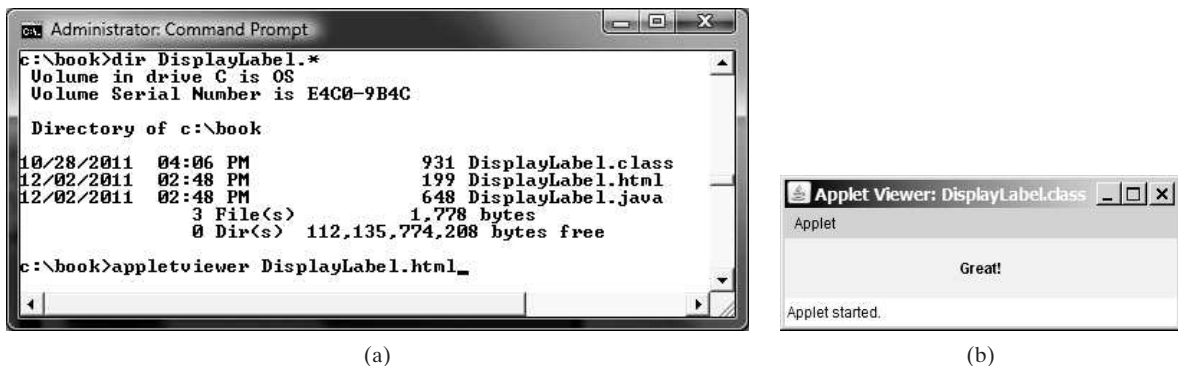 Administrator: Command Prompt
c:\book>dir DisplayLabel.*
Volume in drive C is OS
Volume Serial Number is E4C0-9B4C
Directory of c:\book
10/28/2011 04:06 PM 931 DisplayLabel.class
12/02/2011 02:48 PM 199 DisplayLabel.html
12/02/2011 02:48 PM 648 DisplayLabel.java
3 File(s) 1,778 bytes
0 Dir(s) 112,135,774,208 bytes free
c:\book>appletviewer DisplayLabel.html_
(a)
Applet Viewer: DisplayLabel.class
Applet
Great!
Applet started.
(b)